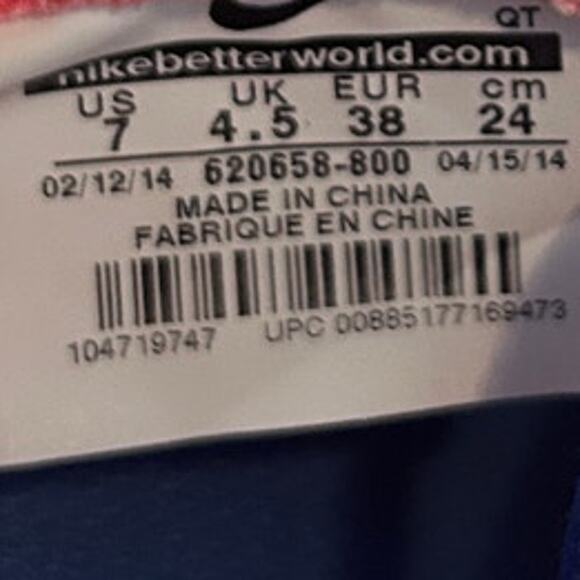 QT
nikebetterworld.com
US UK EUR cm
7 4.5 38 24
02/12/14 620658-800 04/15/14
MADE IN CHINA
FABRIQUE EN CHINE
104719747 UPC 00885177169473